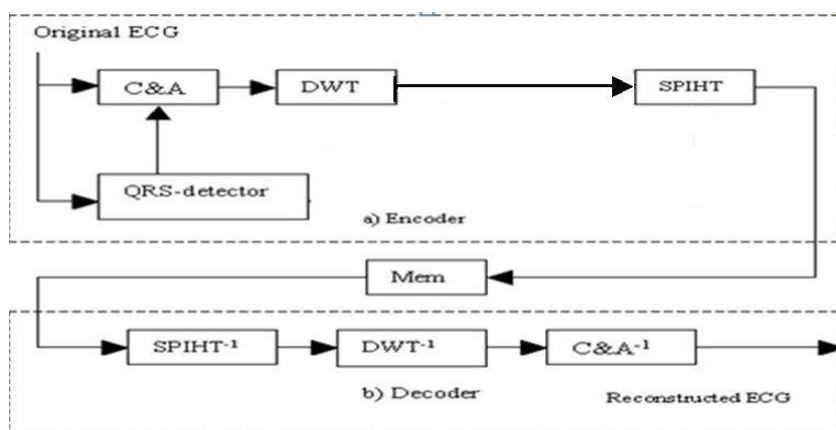 Original ECG
C&A
DWT
SPIHT
QRS-detector
a) Encoder
Mem
SPIHT-1
DWT-1
C&A-1
b) Decoder
Reconstructed ECG